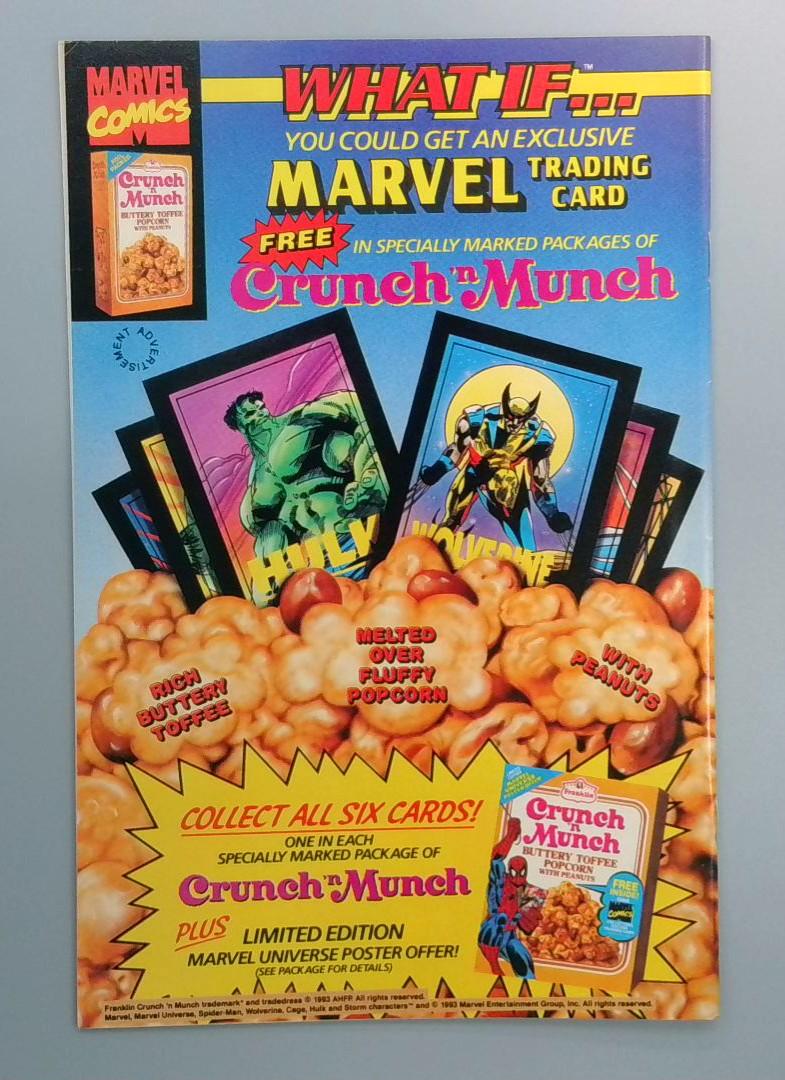 MARVEL
COMICS
WHAT IF...™
YOU COULD GET AN EXCLUSIVE
MARVEL TRADING
CARD
FREE IN SPECIALLY MARKED PACKAGES OF
Crunch 'n Munch
Crunch
'n
Munch
BUTTERY TOFFEE
POPCORN
WITH PEANUTS
ADVERTISEMENT
HULK
WOLVERINE
RICH
BUTTERY
TOFFEE
MELTED
OVER
FLUFFY
POPCORN
WITH
PEANUTS
COLLECT ALL SIX CARDS!
ONE IN EACH
SPECIALLY MARKED PACKAGE OF
Crunch 'n Munch
PLUS LIMITED EDITION
MARVEL UNIVERSE POSTER OFFER!
(SEE PACKAGE FOR DETAILS)
Franklin
Crunch
'n
Munch
BUTTERY TOFFEE
POPCORN
WITH PEANUTS
FREE
INSIDE!
MARVEL
COMICS
Franklin Crunch 'n Munch trademark® and tradedress © 1993 AHFP. All rights reserved.
Marvel, Marvel Universe, Spider-Man, Wolverine, Cage, Hulk and Storm characters™ and © 1993 Marvel Entertainment Group, Inc. All rights reserved.